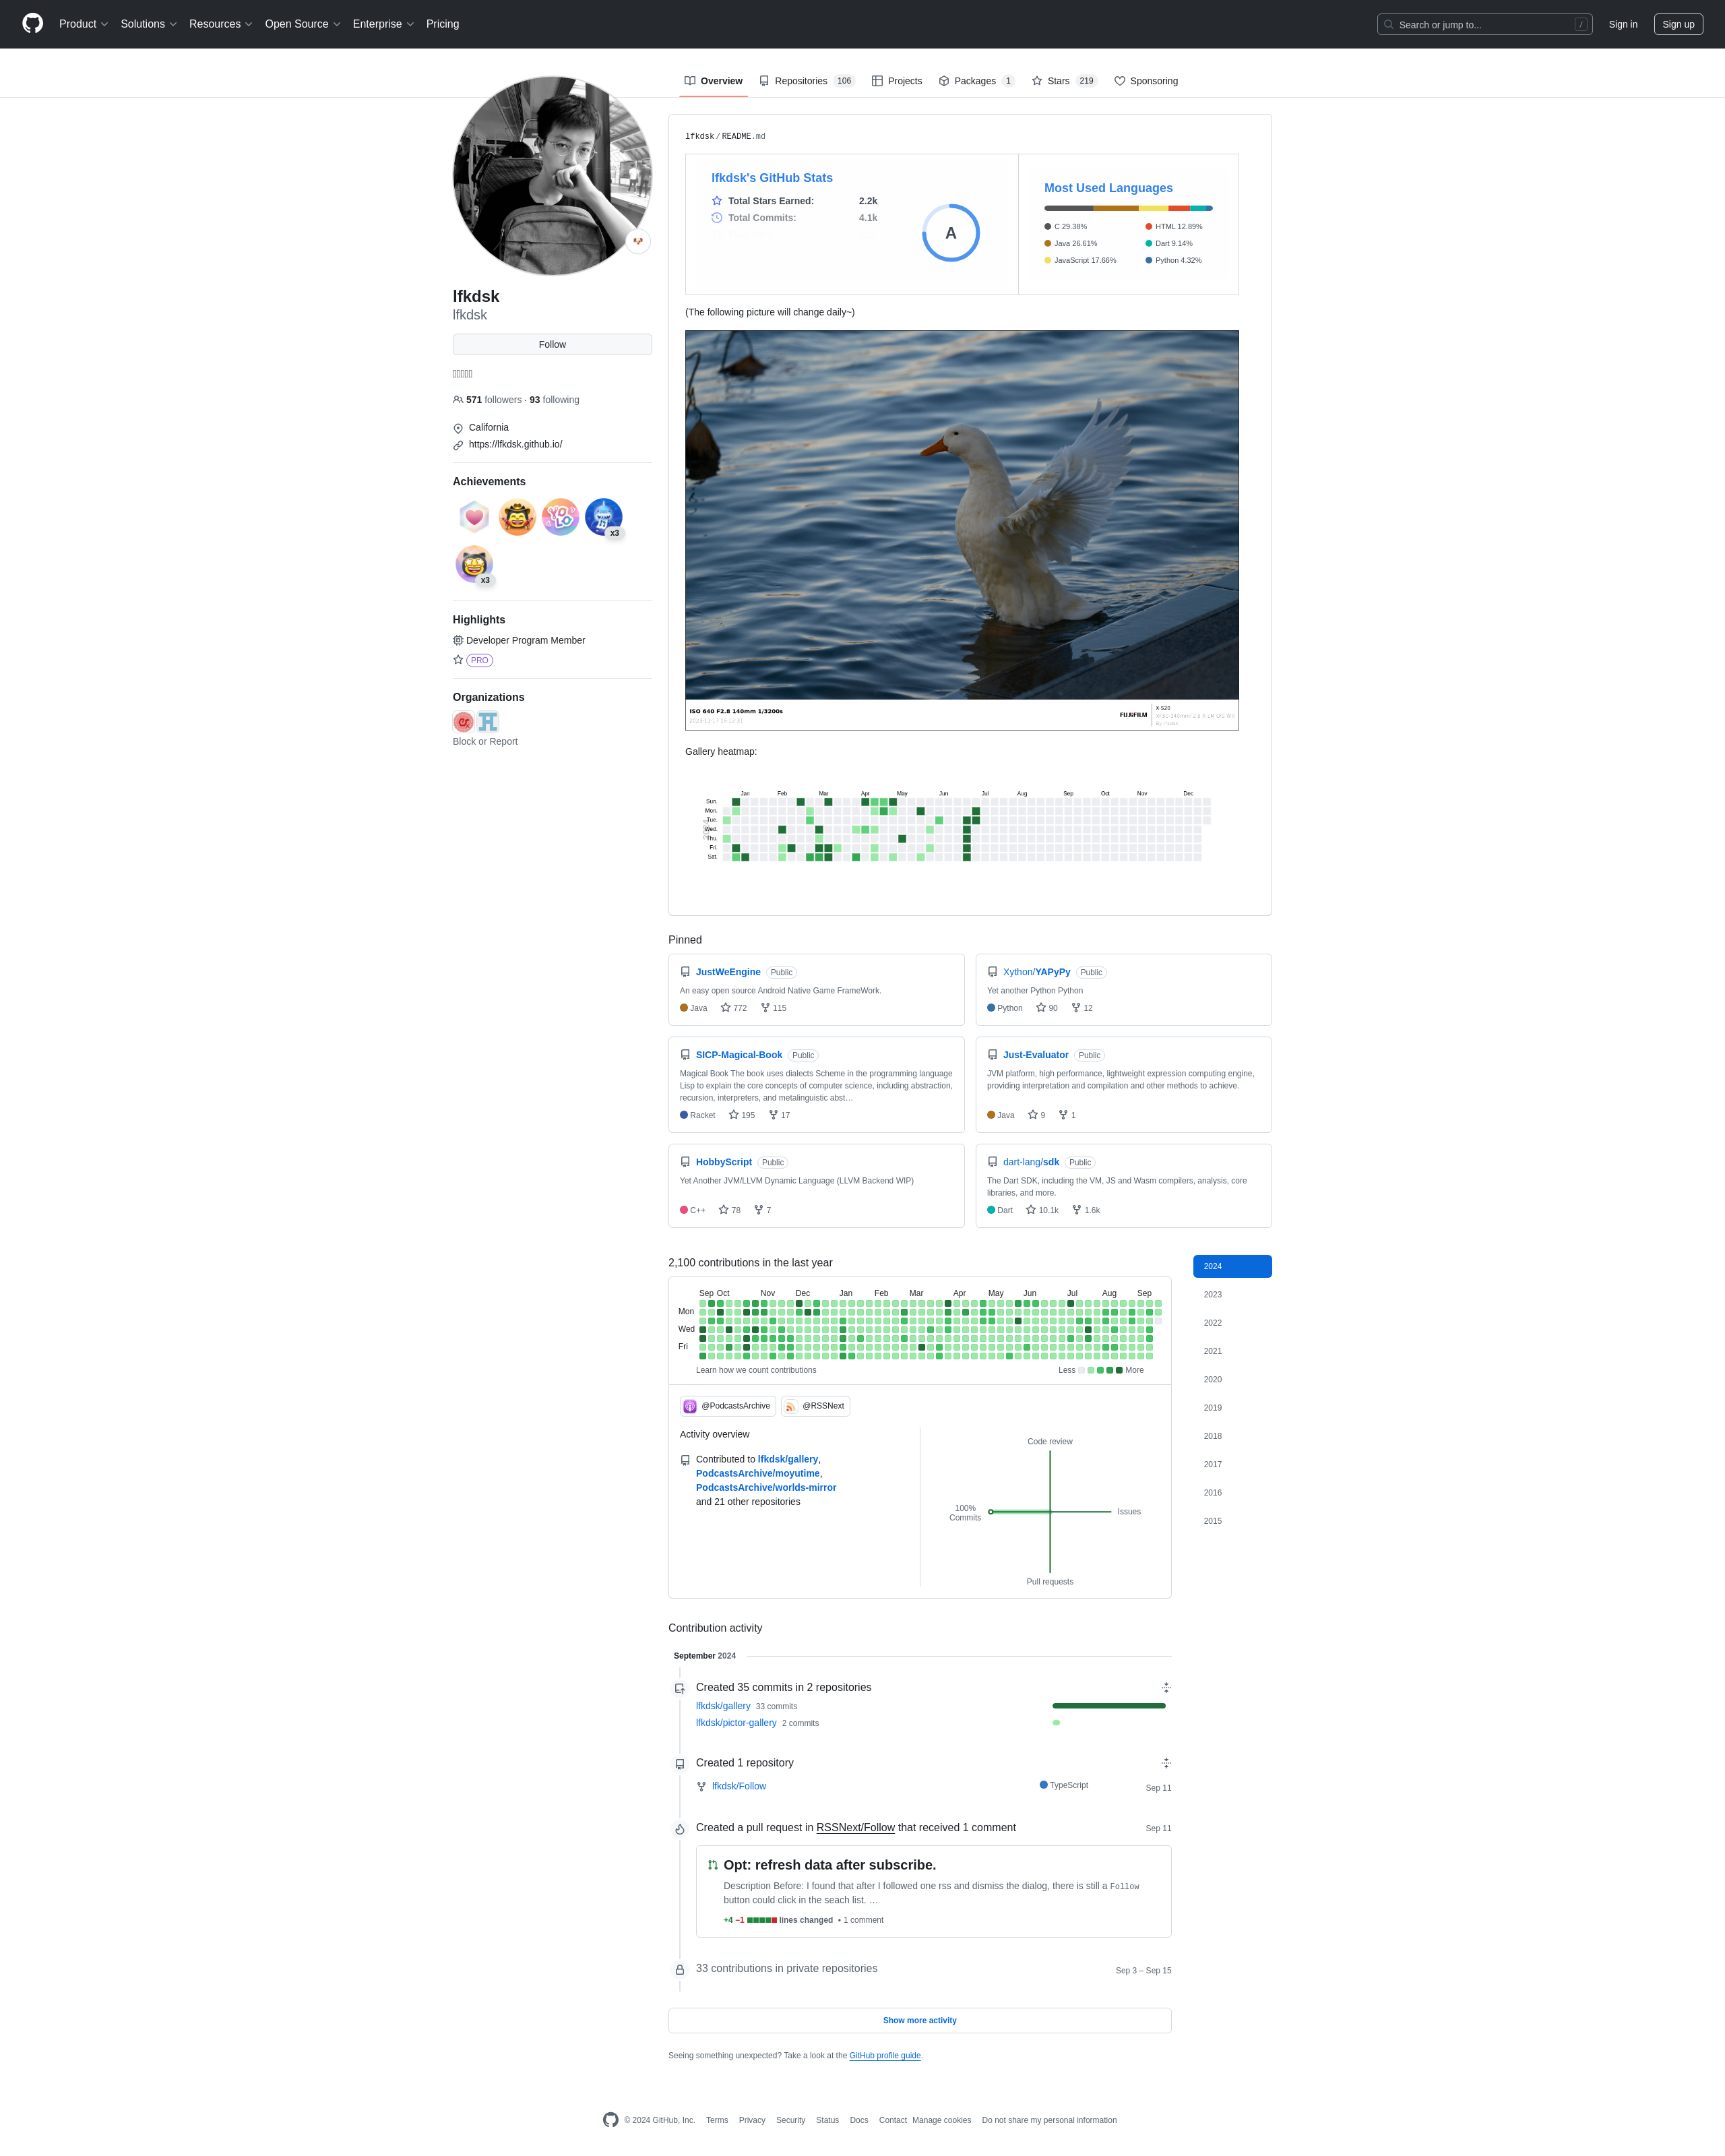 Product
Solutions
Resources
Open Source
Enterprise
Pricing
Search or jump to...
/
Sign in
Sign up
Overview
Repositories 106
Projects
Packages 1
Stars 219
Sponsoring
lfkdsk
lfkdsk
Follow
571 followers · 93 following
California
https://lfkdsk.github.io/
Achievements
YOLO
x3
x3
Highlights
Developer Program Member
PRO
Organizations
Block or Report
lfkdsk/README.md
lfkdsk's GitHub Stats
Total Stars Earned: 2.2k
Total Commits: 4.1k
A
Most Used Languages
C 29.38%
HTML 12.89%
Java 26.61%
Dart 9.14%
JavaScript 17.66%
Python 4.32%
(The following picture will change daily~)
ISO 640 F2.8 140mm 1/3200s
FUJIFILM
X-S20
Gallery heatmap:
Jan Feb Mar Apr May Jun Jul Aug Sep Oct Nov Dec
Sun.
Mon.
Tue.
Wed.
Thu.
Fri.
Sat.
Pinned
JustWeEngine Public
An easy open source Android Native Game FrameWork.
Java 772 115
Xython/YAPyPy Public
Yet another Python Python
Python 90 12
SICP-Magical-Book Public
Magical Book The book uses dialects Scheme in the programming language
Lisp to explain the core concepts of computer science, including abstraction,
recursion, interpreters, and metalinguistic abst…
Racket 195 17
Just-Evaluator Public
JVM platform, high performance, lightweight expression computing engine,
providing interpretation and compilation and other methods to achieve.
Java 9 1
HobbyScript Public
Yet Another JVM/LLVM Dynamic Language (LLVM Backend WIP)
C++ 78 7
dart-lang/sdk Public
The Dart SDK, including the VM, JS and Wasm compilers, analysis, core
libraries, and more.
Dart 10.1k 1.6k
2,100 contributions in the last year
Sep Oct Nov Dec Jan Feb Mar Apr May Jun Jul Aug Sep
Mon
Wed
Fri
Learn how we count contributions
Less More
2024
2023
2022
2021
2020
2019
2018
2017
2016
2015
@PodcastsArchive
@RSSNext
Activity overview
Contributed to lfkdsk/gallery,
PodcastsArchive/moyutime,
PodcastsArchive/worlds-mirror
and 21 other repositories
Code review
100%
Commits
Issues
Pull requests
Contribution activity
September 2024
Created 35 commits in 2 repositories
lfkdsk/gallery 33 commits
lfkdsk/pictor-gallery 2 commits
Created 1 repository
lfkdsk/Follow TypeScript Sep 11
Created a pull request in RSSNext/Follow that received 1 comment Sep 11
Opt: refresh data after subscribe.
Description Before: I found that after I followed one rss and dismiss the dialog, there is still a Follow
button could click in the seach list. …
+4 −1 lines changed • 1 comment
33 contributions in private repositories Sep 3 – Sep 15
Show more activity
Seeing something unexpected? Take a look at the GitHub profile guide.
© 2024 GitHub, Inc.
Terms
Privacy
Security
Status
Docs
Contact
Manage cookies
Do not share my personal information